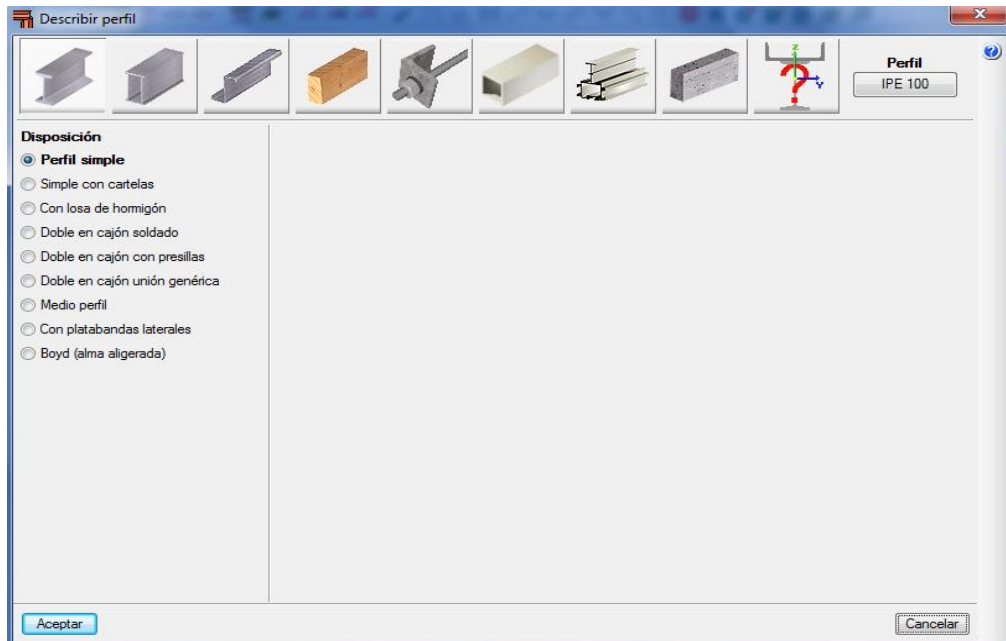 Describir perfil
Perfil
IPE 100
Z
Y
Disposición
Perfil simple
Simple con cartelas
Con losa de hormigón
Doble en cajón soldado
Doble en cajón con presillas
Doble en cajón unión genérica
Medio perfil
Con platabandas laterales
Boyd (alma aligerada)
Aceptar
Cancelar